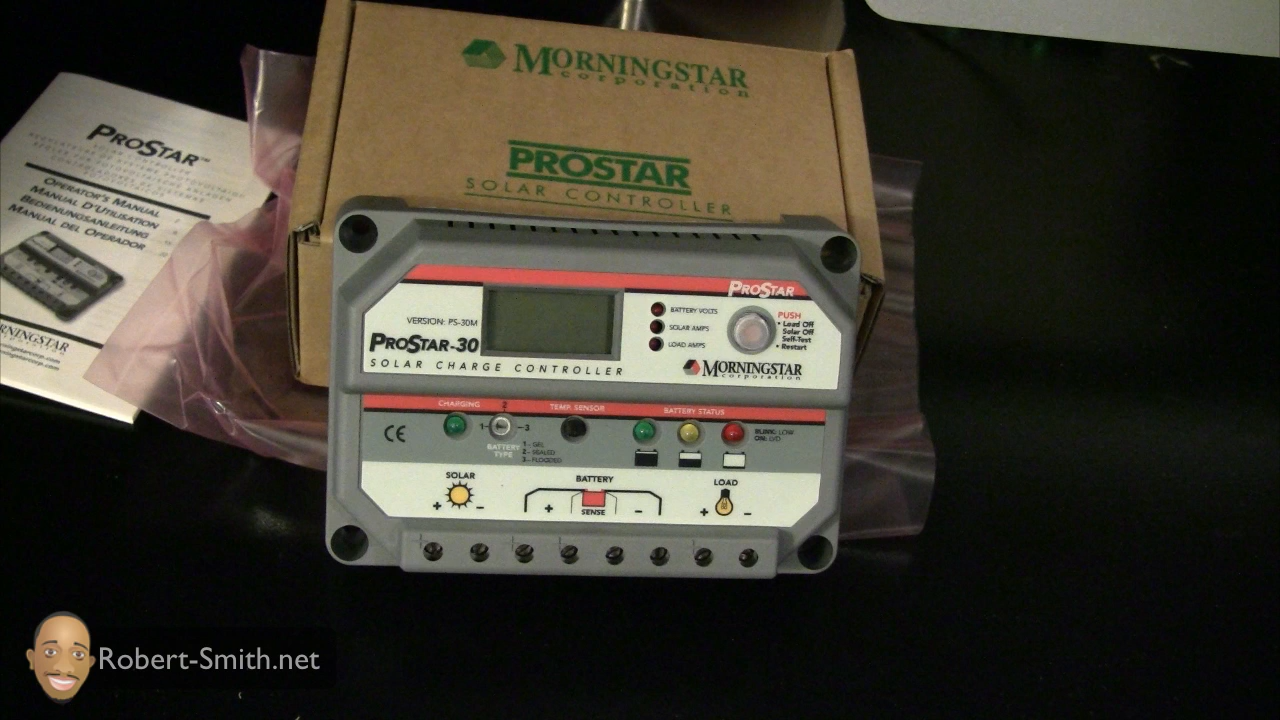 MORNINGSTAR
corporation
PROSTAR
SOLAR CONTROLLER
PROSTAR™
OPERATOR'S MANUAL
MANUAL D'UTILISATION
BEDIENUNGSANLEITUNG
MANUAL DEL OPERADOR
PROSTAR
VERSION: PS-30M
PROSTAR-30
SOLAR CHARGE CONTROLLER
BATTERY VOLTS
SOLAR AMPS
LOAD AMPS
PUSH
• Load Off
Solar Off
Self-Test
• Restart
MORNINGSTAR
corporation
CHARGING
TEMP. SENSOR
BATTERY STATUS
CE
2
1
3
BATTERY
TYPE
1 - GEL
2 - SEALED
3 - FLOODED
BLINK: LOW
ON: LVD
SOLAR
+ −
BATTERY
+ SENSE −
LOAD
+ −
Robert-Smith.net